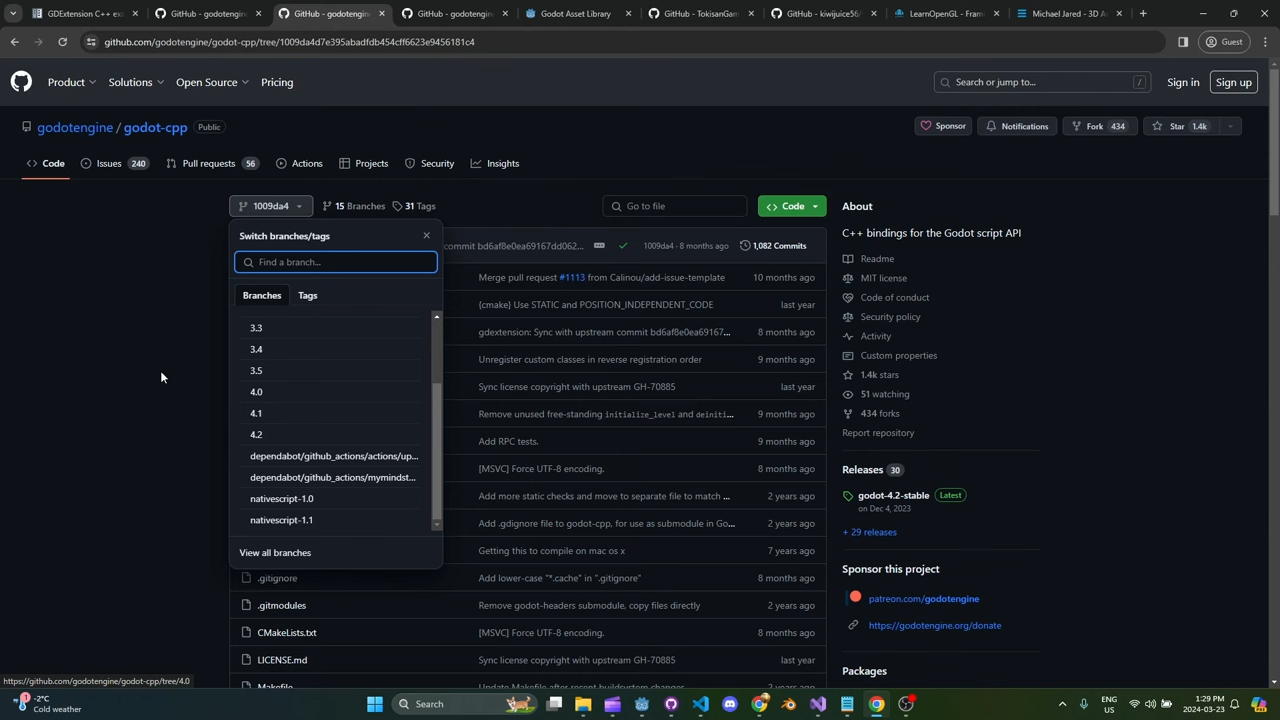 GDExtension C++ ex
GitHub - godotengine/
GitHub - godotengine
GitHub - godotengine
Godot Asset Library
GitHub - TokisanGam
GitHub - kiwijuice56/
LearnOpenGL - Fram
Michael Jared - 3D A
github.com/godotengine/godot-cpp/tree/1009da4d7e395abadfdb454cff6623e9456181c4
Guest
Product
Solutions
Open Source
Pricing
Search or jump to...
/
Sign in
Sign up
godotengine / godot-cpp
Public
Sponsor
Notifications
Fork 434
Star 1.4k
Code
Issues 240
Pull requests 56
Actions
Projects
Security
Insights
1009da4
15 Branches
31 Tags
Go to file
Code
Switch branches/tags
Find a branch...
Branches
Tags
3.3
3.4
3.5
4.0
4.1
4.2
dependabot/github_actions/actions/up...
dependabot/github_actions/mymindst...
nativescript-1.0
nativescript-1.1
View all branches
commit bd6af8e0ea69167dd062...
1009da4 · 8 months ago
1,082 Commits
Merge pull request #1113 from Calinou/add-issue-template
10 months ago
{cmake} Use STATIC and POSITION_INDEPENDENT_CODE
last year
gdextension: Sync with upstream commit bd6af8e0ea69167...
8 months ago
Unregister custom classes in reverse registration order
9 months ago
Sync license copyright with upstream GH-70885
last year
Remove unused free-standing initialize_level and deiniti...
9 months ago
Add RPC tests.
9 months ago
[MSVC] Force UTF-8 encoding.
8 months ago
Add more static checks and move to separate file to match ...
2 years ago
Add .gdignore file to godot-cpp, for use as submodule in Go...
2 years ago
Getting this to compile on mac os x
7 years ago
.gitignore
Add lower-case "*.cache" in ".gitignore"
8 months ago
.gitmodules
Remove godot-headers submodule, copy files directly
2 years ago
CMakeLists.txt
[MSVC] Force UTF-8 encoding.
8 months ago
LICENSE.md
Sync license copyright with upstream GH-70885
last year
Makefile
Update Makefile after recent buildsystem changes.
2 years ago
About
C++ bindings for the Godot script API
Readme
MIT license
Code of conduct
Security policy
Activity
Custom properties
1.4k stars
51 watching
434 forks
Report repository
Releases 30
godot-4.2-stable
Latest
on Dec 4, 2023
+ 29 releases
Sponsor this project
patreon.com/godotengine
https://godotengine.org/donate
Packages
https://github.com/godotengine/godot-cpp/tree/4.0
1
-2°C
Cold weather
Search
ENG
US
1:29 PM
2024-03-23